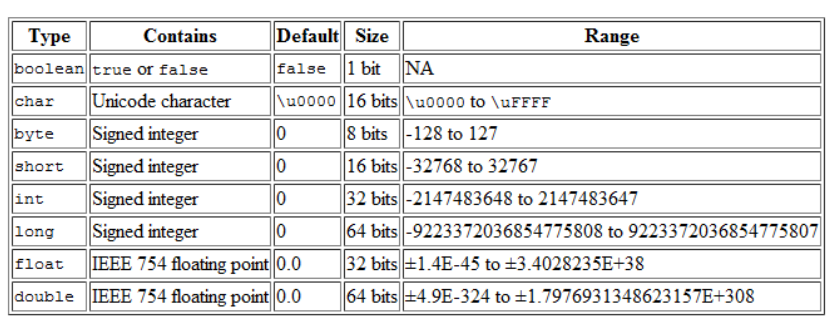 Type Contains Default Size Range
boolean true or false false 1 bit NA
char Unicode character \u0000 16 bits \u0000 to \uFFFF
byte Signed integer 0 8 bits -128 to 127
short Signed integer 0 16 bits -32768 to 32767
int Signed integer 0 32 bits -2147483648 to 2147483647
long Signed integer 0 64 bits -9223372036854775808 to 9223372036854775807
float IEEE 754 floating point 0.0 32 bits ±1.4E-45 to ±3.4028235E+38
double IEEE 754 floating point 0.0 64 bits ±4.9E-324 to ±1.7976931348623157E+308